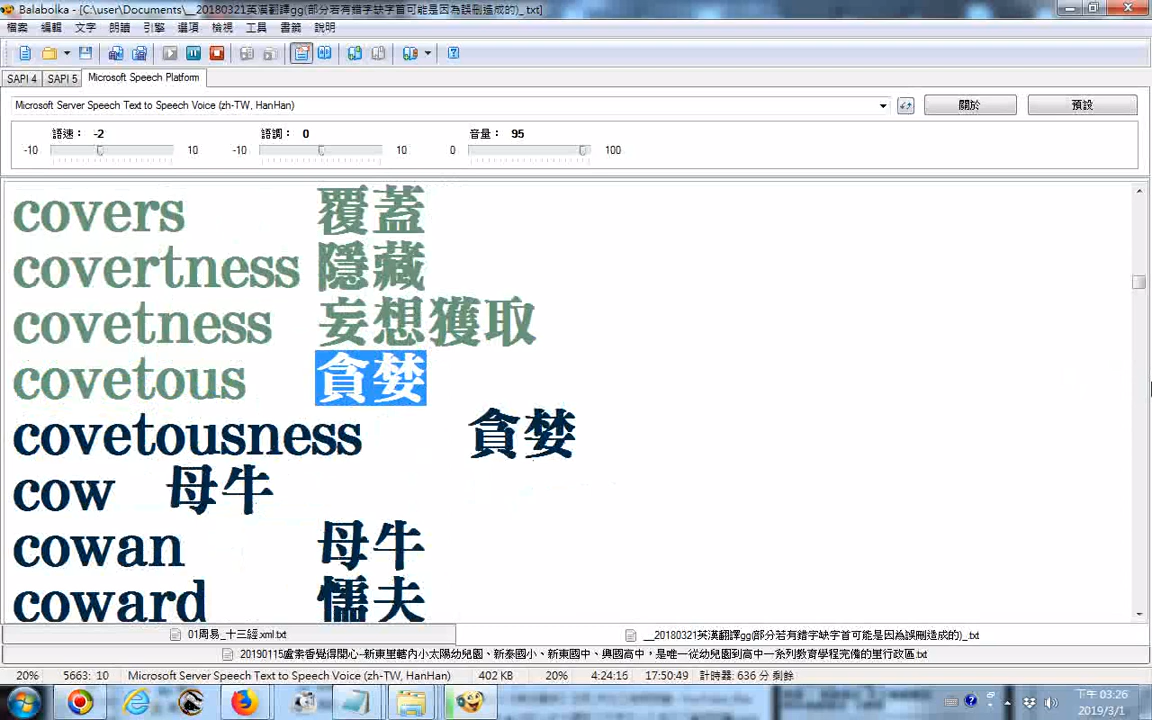 Balabolka - [C:\user\Documents\__20180321英漢翻譯gg(部分若有錯字缺字首可能是因為誤刪造成的)_.txt]
檔案 編輯 文字 朗讀 引擎 選項 檢視 工具 書籤 說明
SAPI 4 SAPI 5 Microsoft Speech Platform
Microsoft Server Speech Text to Speech Voice (zh-TW, HanHan) 關於 預設
語速： -2 語調： 0 音量： 95
-10 10 -10 10 0 100
covers 覆蓋
covertness 隱藏
covetness 妄想獲取
covetous 貪婪
covetousness 貪婪
cow 母牛
cowan 母牛
coward 懦夫
01周易_十三經.xml.txt __20180321英漢翻譯gg(部分若有錯字缺字首可能是因為誤刪造成的)_.txt
20190115盧素香覺得開心-新東里轄內小太陽幼兒園、新泰國小、新東國中、興國高中，是唯一從幼兒園到高中一系列教育學程完備的里行政區.txt
20% 5663: 10 Microsoft Server Speech Text to Speech Voice (zh-TW, HanHan) 402 KB 20% 4:24:16 17:50:49 計時器: 636 分 剩餘
下午 03:26
2019/3/1